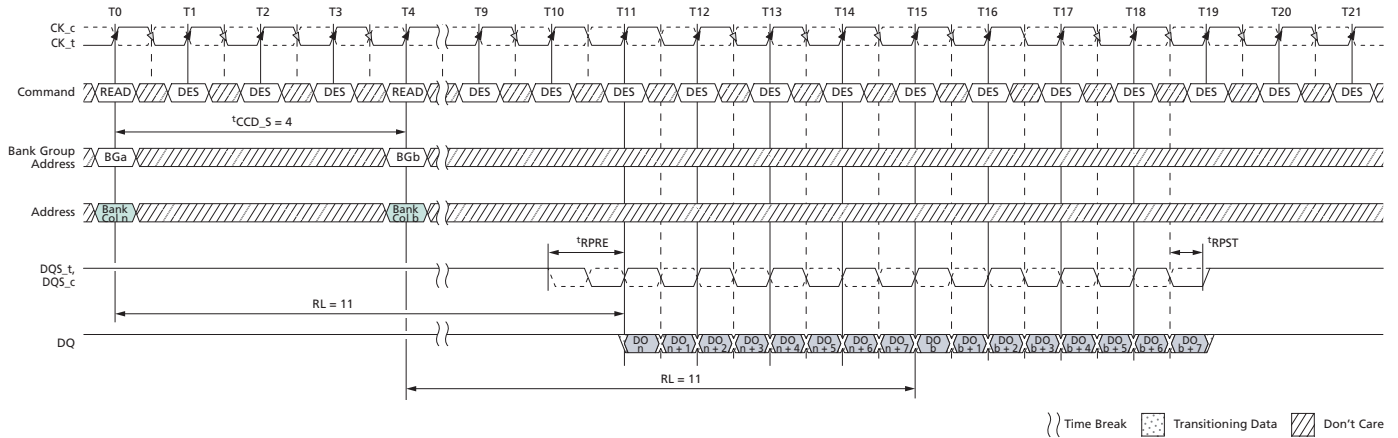 T0 T1 T2 T3 T4 T9 T10 T11 T12 T13 T14 T15 T16 T17 T18 T19 T20 T21
CK_c
CK_t
Command READ DES DES DES READ DES DES DES DES DES DES DES DES DES DES DES DES DES
tCCD_S = 4
Bank Group
Address
BGa BGb
Address
Bank
Col n
Bank
Col b
tRPRE tRPST
DQS_t,
DQS_c
RL = 11
DQ
DO
n
DO
n + 1
DO
n + 2
DO
n + 3
DO
n + 4
DO
n + 5
DO
n + 6
DO
n + 7
DO
b
DO
b + 1
DO
b + 2
DO
b + 3
DO
b + 4
DO
b + 5
DO
b + 6
DO
b + 7
RL = 11
Time Break Transitioning Data Don't Care